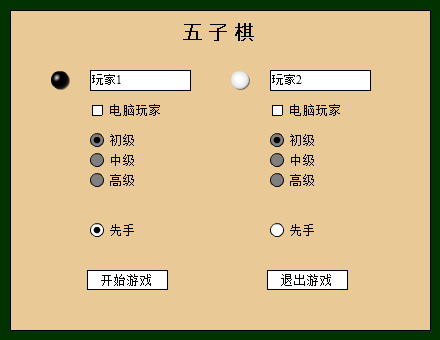 五子棋
玩家1 玩家2
电脑玩家 电脑玩家
初级 初级
中级 中级
高级 高级
先手 先手
开始游戏 退出游戏